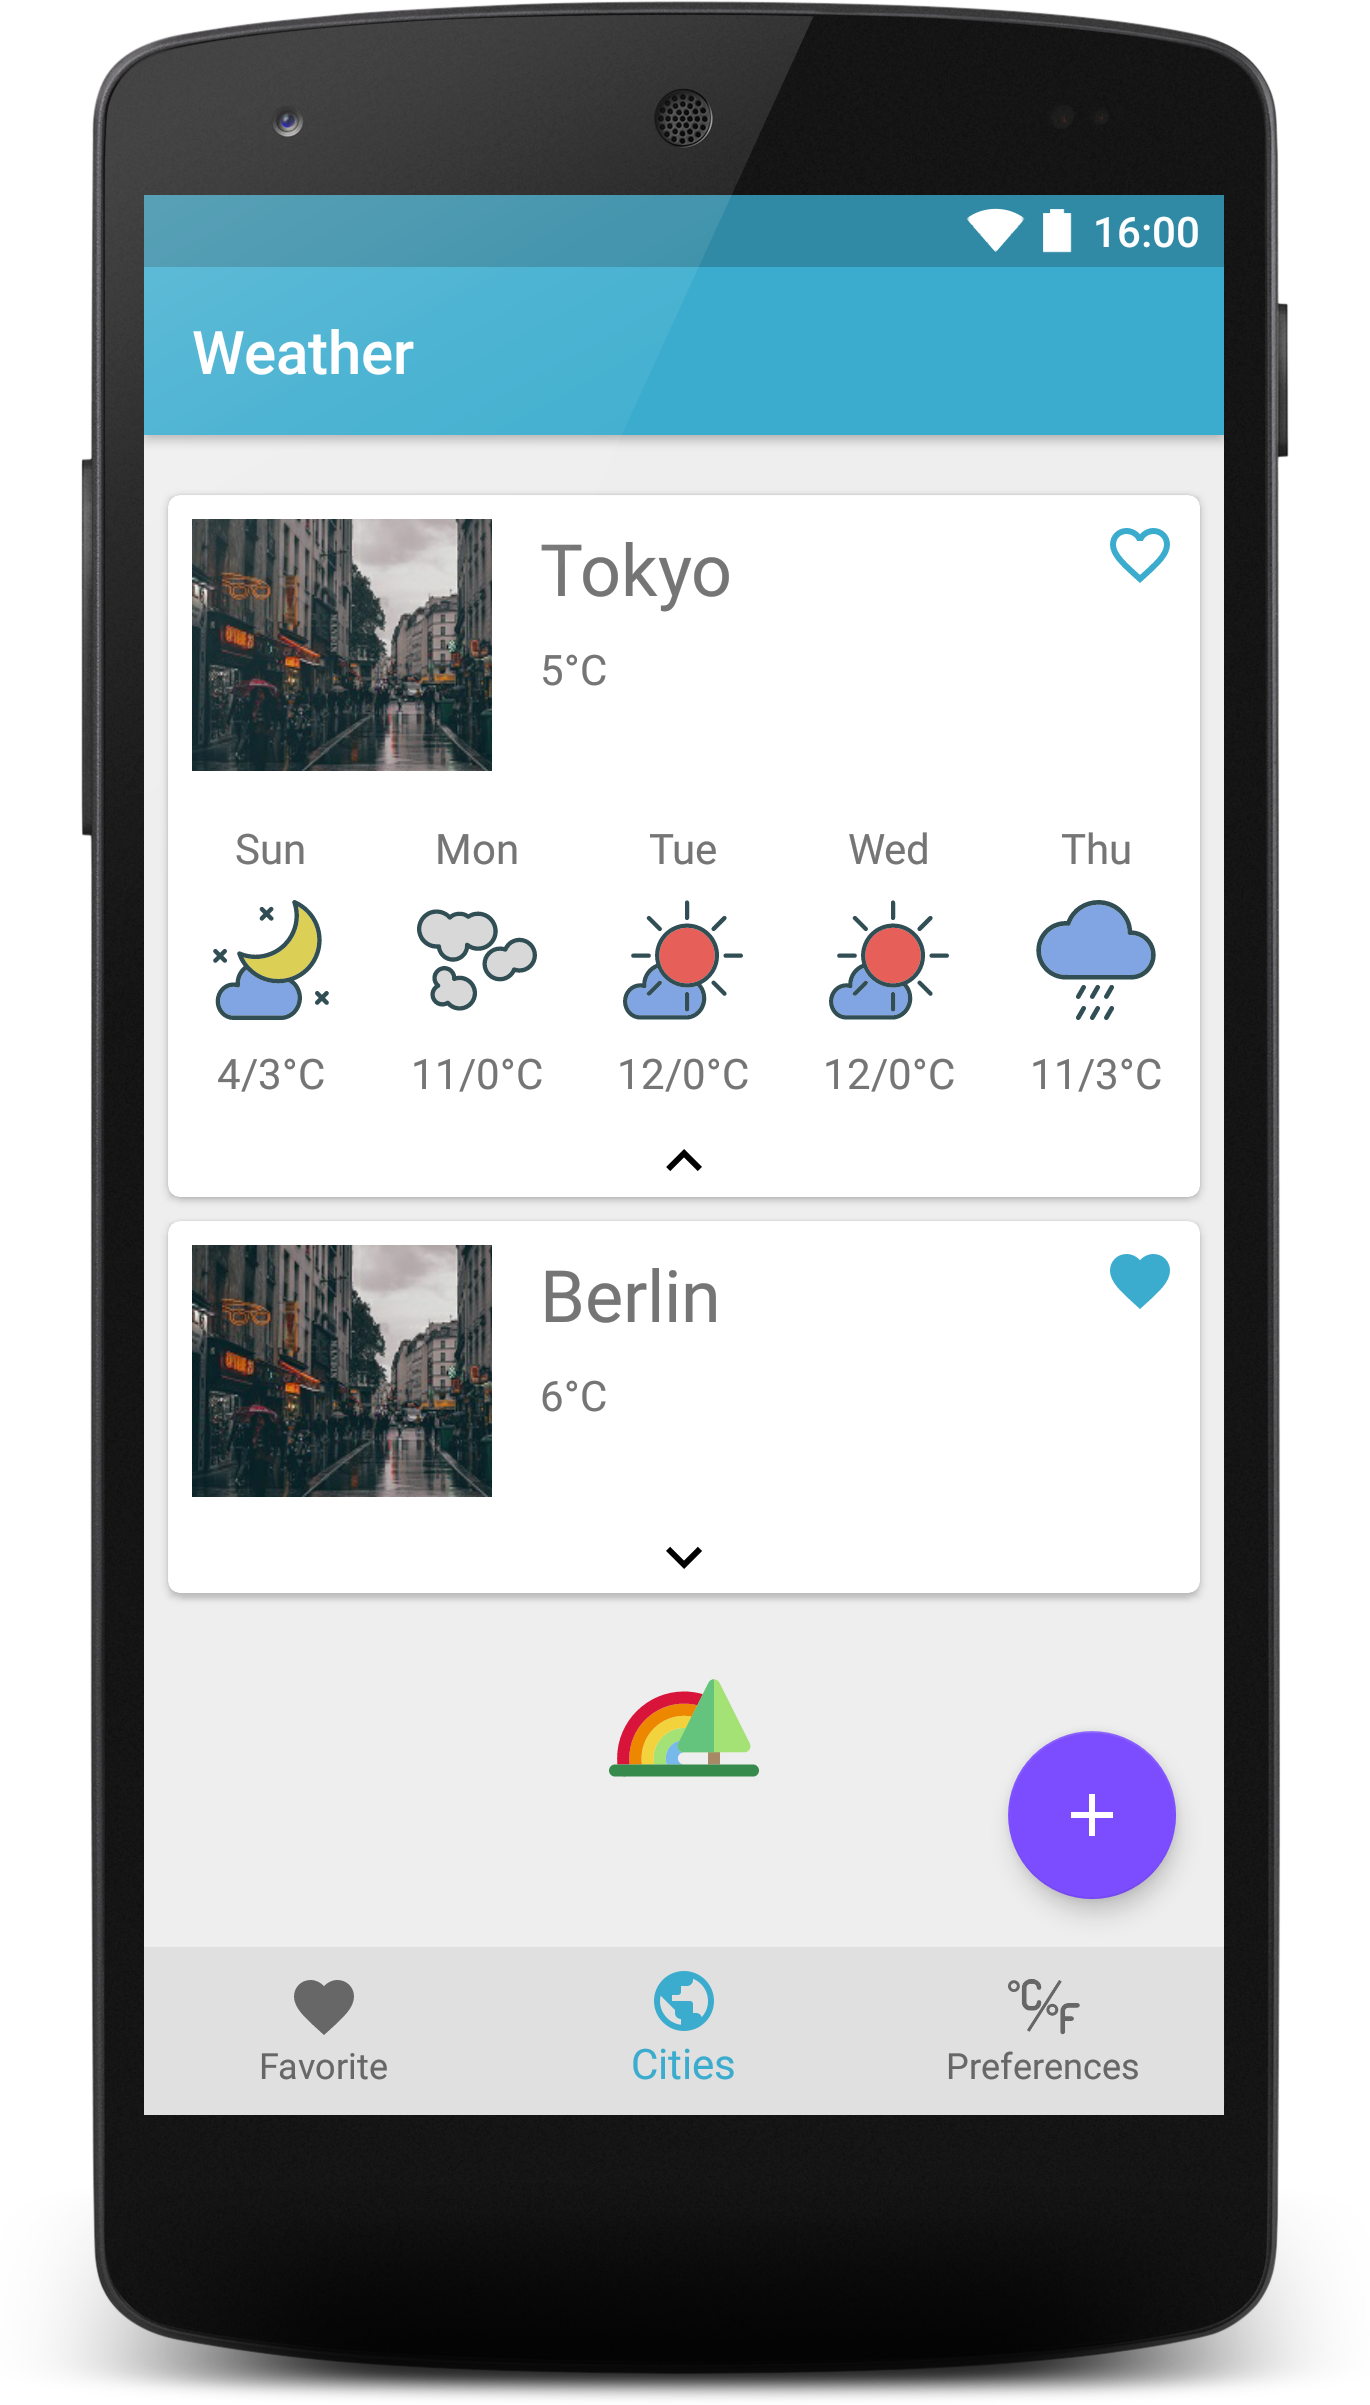 16:00
Weather
Tokyo
5°C
Sun Mon Tue Wed Thu
4/3°C 11/0°C 12/0°C 12/0°C 11/3°C
Berlin
6°C
°C/°F
Favorite Cities Preferences